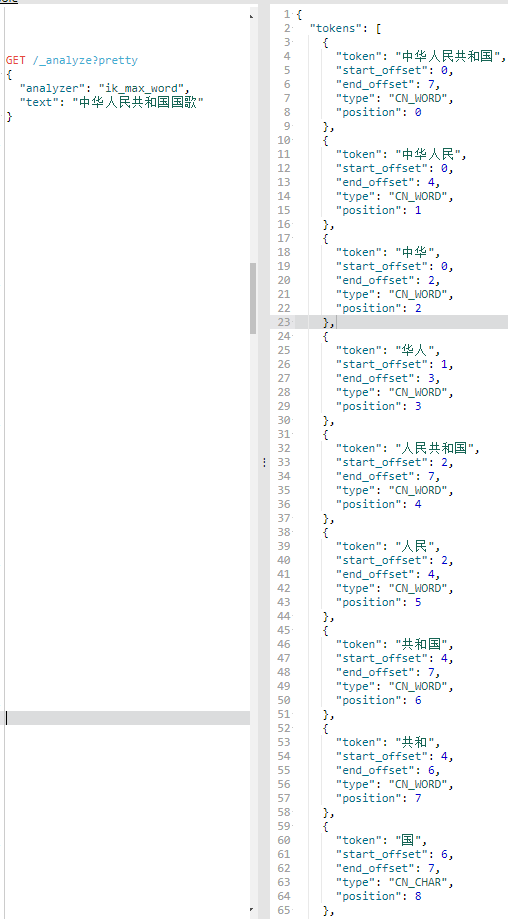 GET /_analyze?pretty
{
  "analyzer": "ik_max_word",
  "text": "中华人民共和国国歌"
}
1 {
2   "tokens": [
3     {
4       "token": "中华人民共和国",
5       "start_offset": 0,
6       "end_offset": 7,
7       "type": "CN_WORD",
8       "position": 0
9     },
10     {
11       "token": "中华人民",
12       "start_offset": 0,
13       "end_offset": 4,
14       "type": "CN_WORD",
15       "position": 1
16     },
17     {
18       "token": "中华",
19       "start_offset": 0,
20       "end_offset": 2,
21       "type": "CN_WORD",
22       "position": 2
23     },
24     {
25       "token": "华人",
26       "start_offset": 1,
27       "end_offset": 3,
28       "type": "CN_WORD",
29       "position": 3
30     },
31     {
32       "token": "人民共和国",
33       "start_offset": 2,
34       "end_offset": 7,
35       "type": "CN_WORD",
36       "position": 4
37     },
38     {
39       "token": "人民",
40       "start_offset": 2,
41       "end_offset": 4,
42       "type": "CN_WORD",
43       "position": 5
44     },
45     {
46       "token": "共和国",
47       "start_offset": 4,
48       "end_offset": 7,
49       "type": "CN_WORD",
50       "position": 6
51     },
52     {
53       "token": "共和",
54       "start_offset": 4,
55       "end_offset": 6,
56       "type": "CN_WORD",
57       "position": 7
58     },
59     {
60       "token": "国",
61       "start_offset": 6,
62       "end_offset": 7,
63       "type": "CN_CHAR",
64       "position": 8
65     },